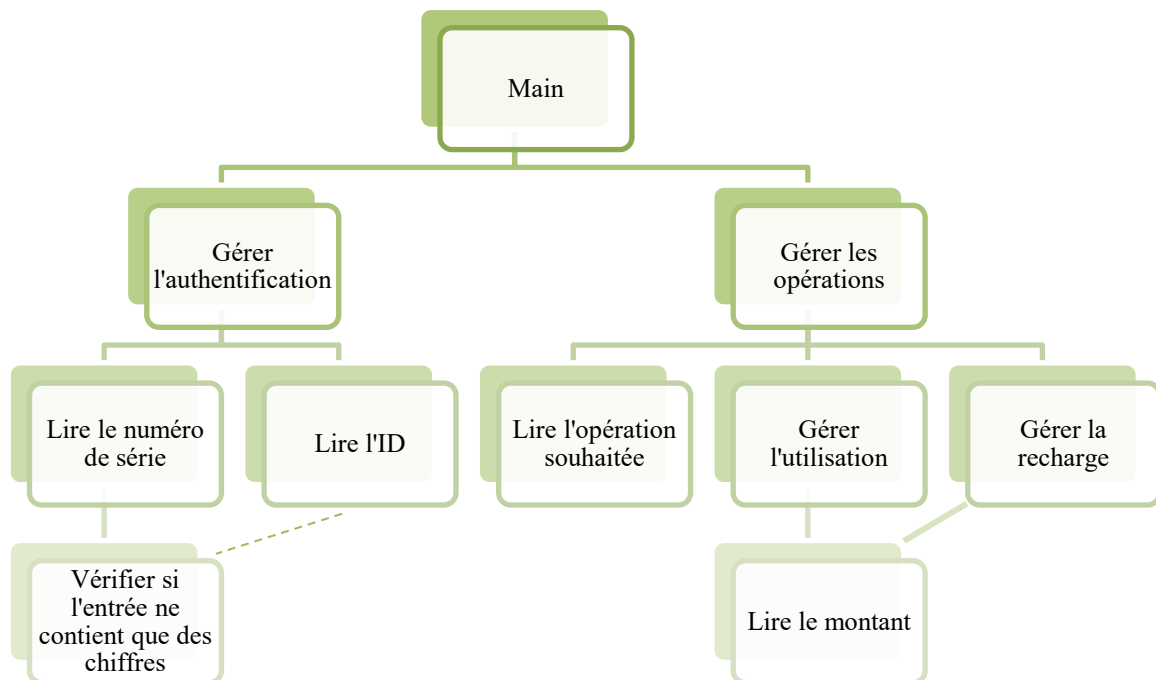 Main
Gérer
l'authentification
Gérer les
opérations
Lire le numéro
de série
Lire l'ID
Lire l'opération
souhaitée
Gérer
l'utilisation
Gérer la
recharge
Vérifier si
l'entrée ne
contient que des
chiffres
Lire le montant